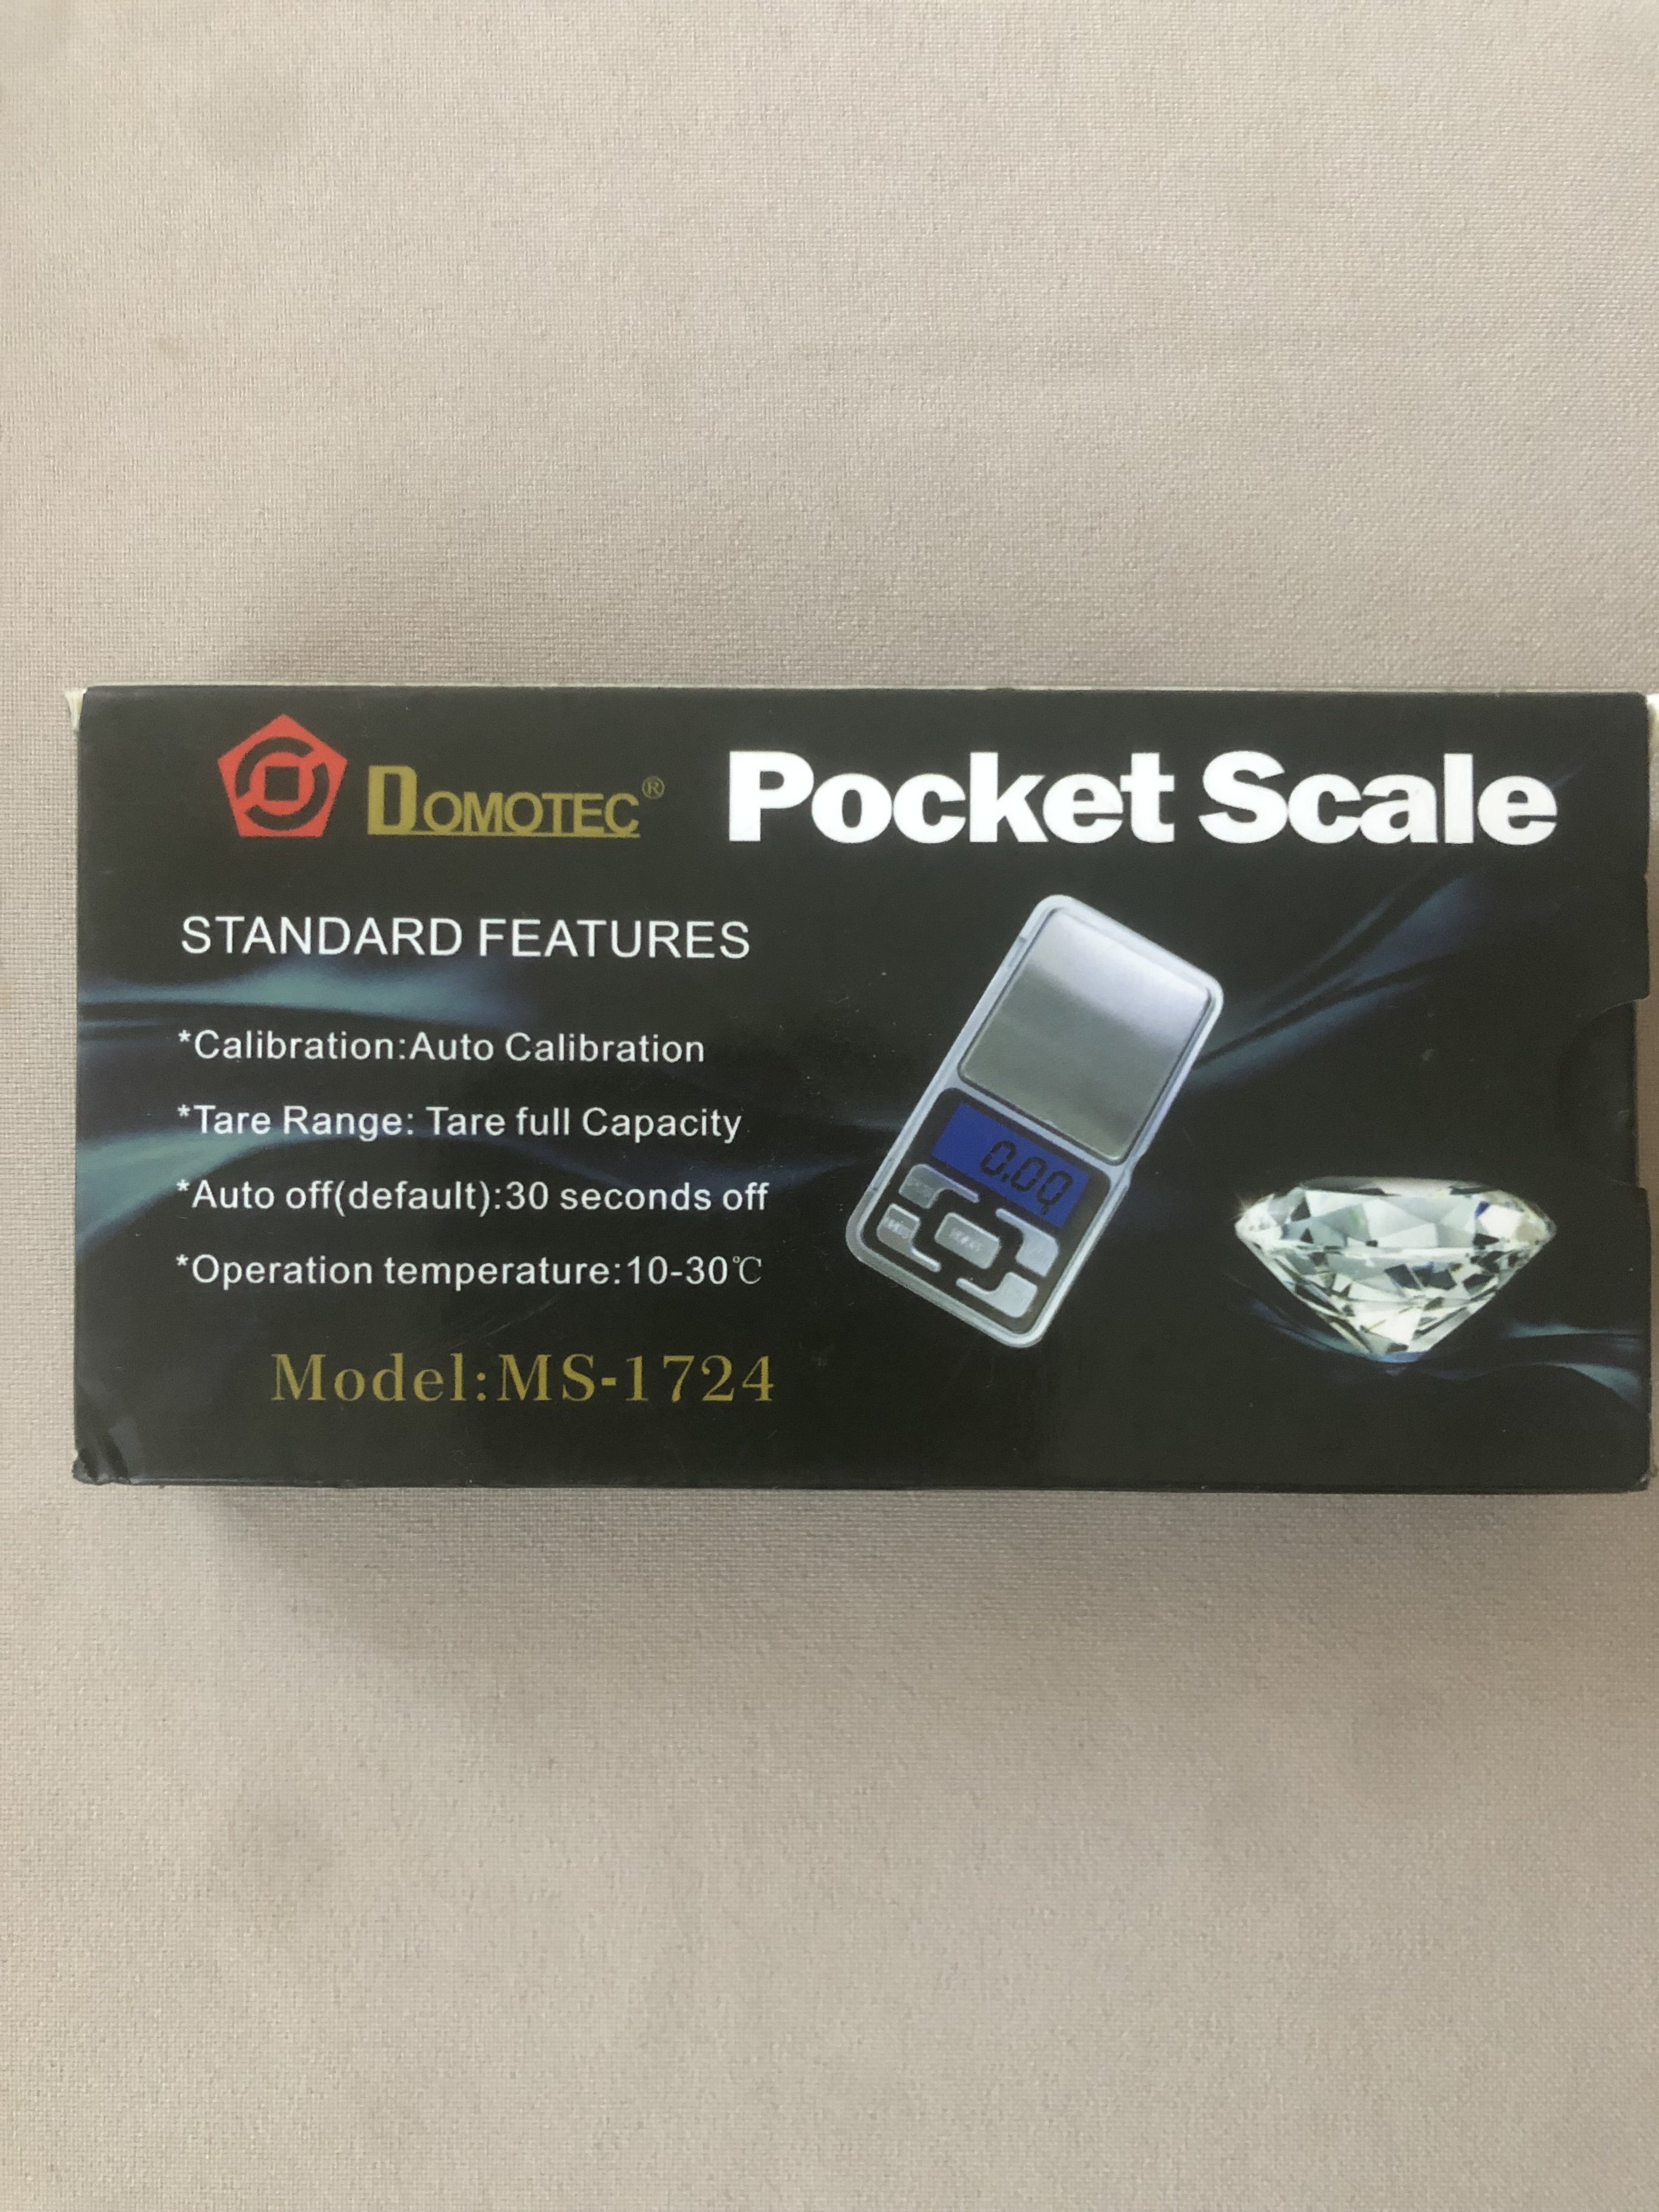 DOMOTEC® Pocket Scale
STANDARD FEATURES
*Calibration:Auto Calibration
*Tare Range: Tare full Capacity
*Auto off(default):30 seconds off
*Operation temperature:10-30℃
Model:MS-1724
0.00